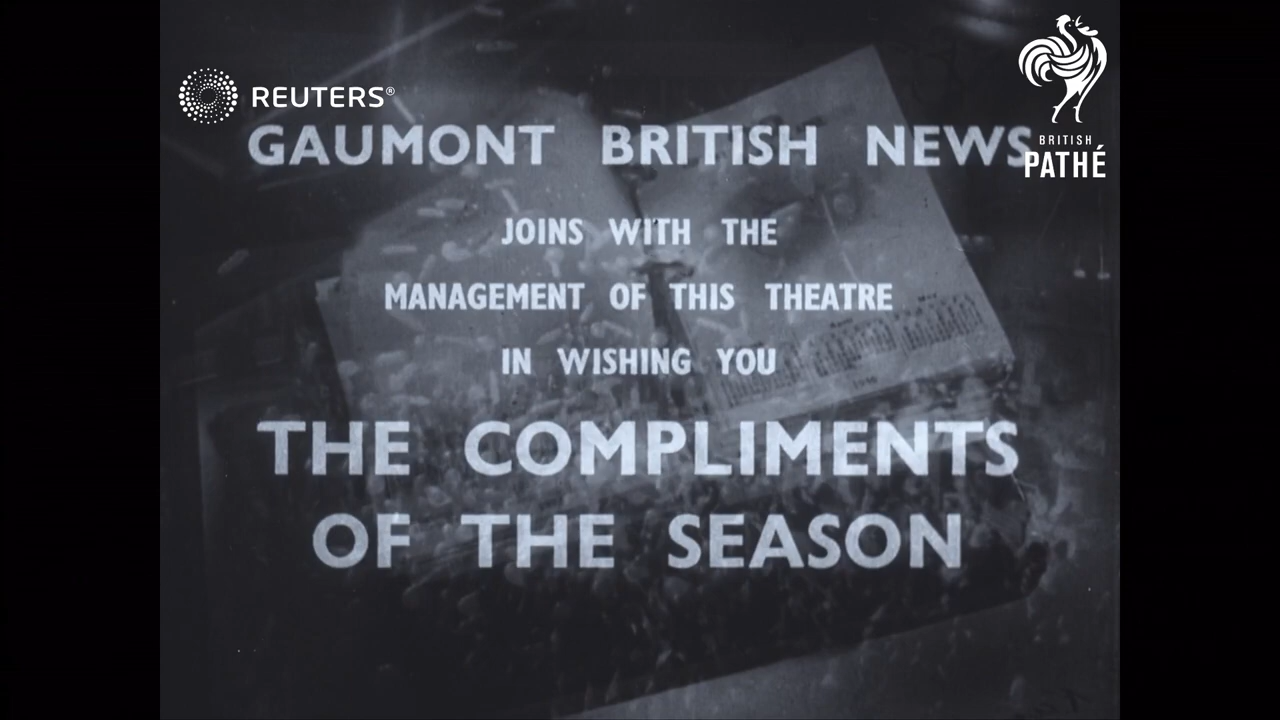 REUTERS®
BRITISH
PATHÉ
GAUMONT BRITISH NEWS
JOINS WITH THE
MANAGEMENT OF THIS THEATRE
IN WISHING YOU
THE COMPLIMENTS
OF THE SEASON